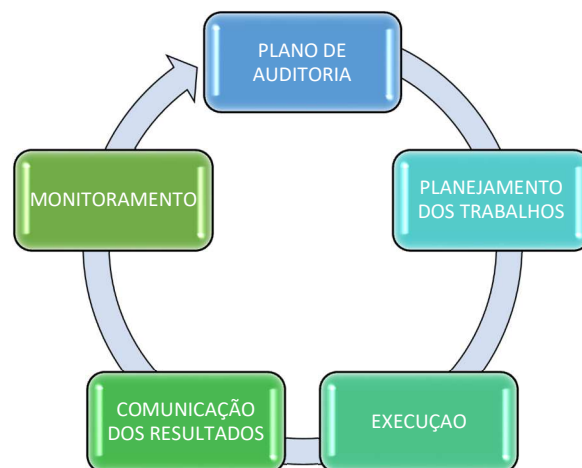 PLANO DE
AUDITORIA
PLANEJAMENTO
DOS TRABALHOS
EXECUÇAO
COMUNICAÇÃO
DOS RESULTADOS
MONITORAMENTO